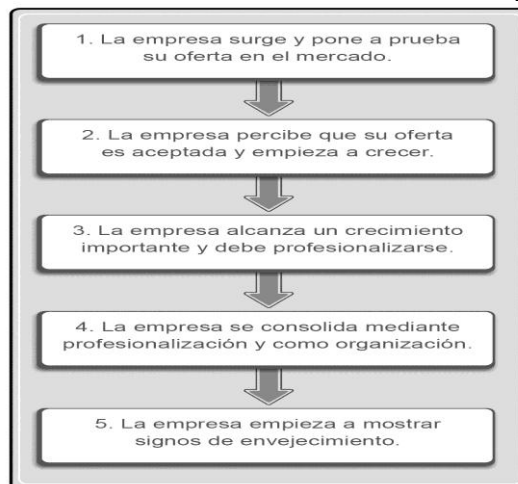 1. La empresa surge y pone a prueba
su oferta en el mercado.
2. La empresa percibe que su oferta
es aceptada y empieza a crecer.
3. La empresa alcanza un crecimiento
importante y debe profesionalizarse.
4. La empresa se consolida mediante
profesionalización y como organización.
5. La empresa empieza a mostrar
signos de envejecimiento.